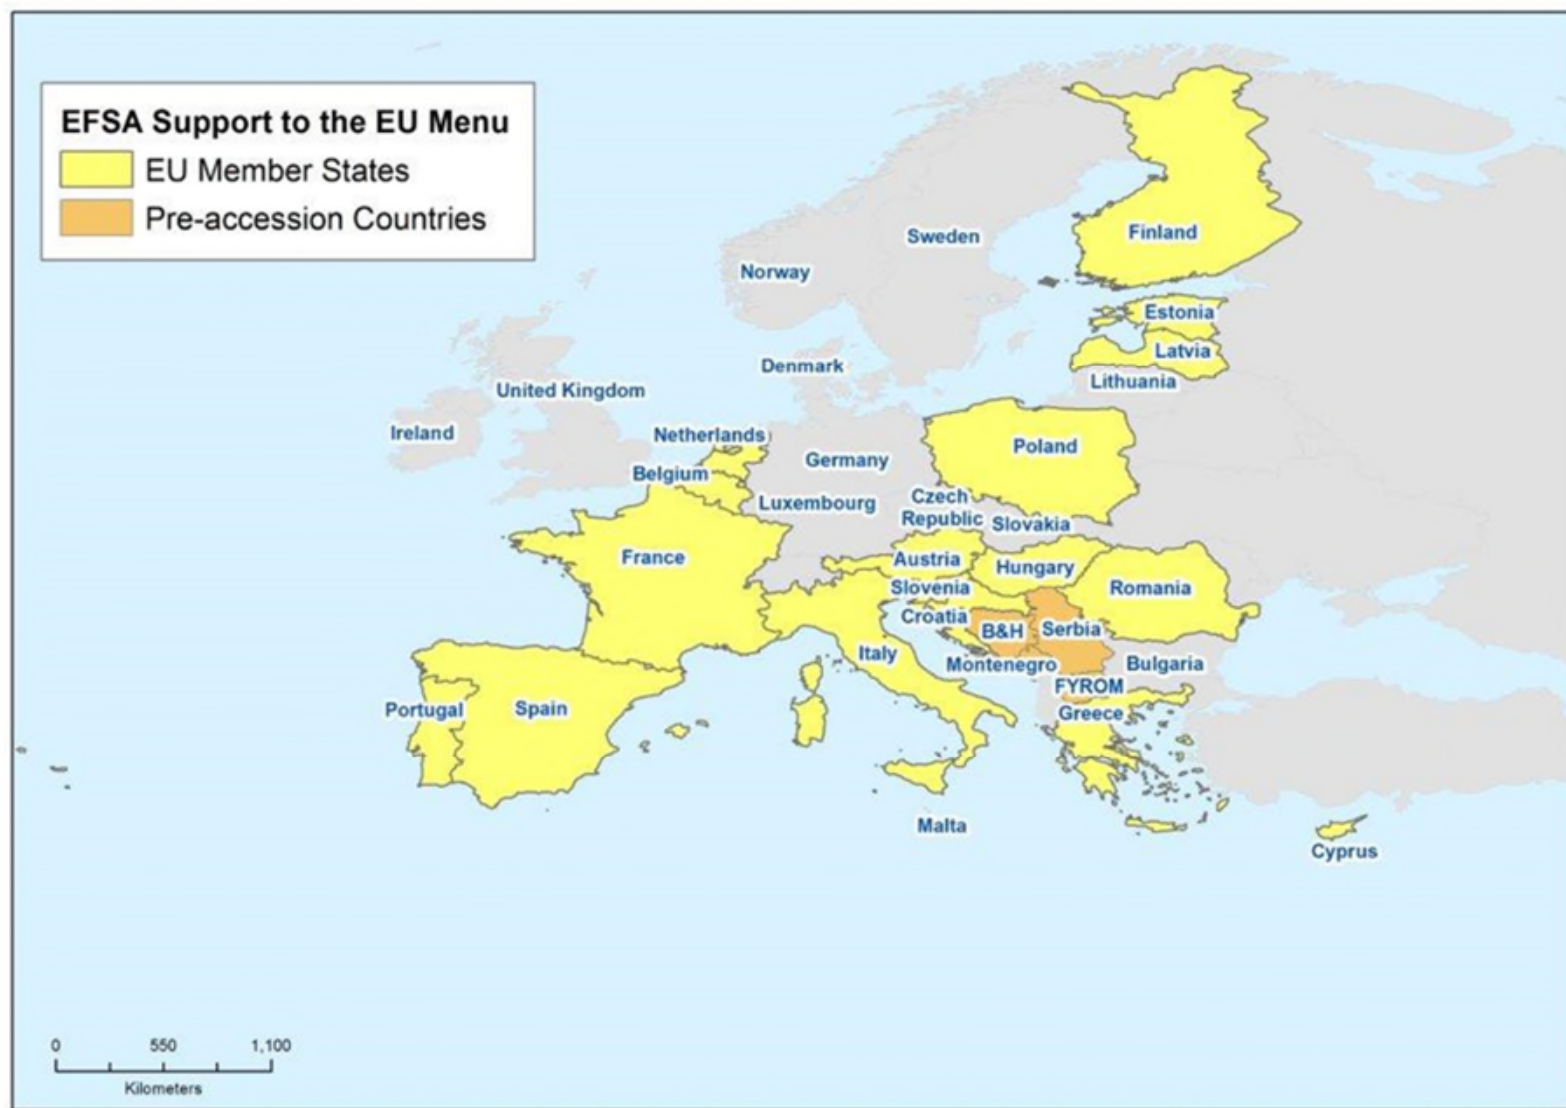 EFSA Support to the EU Menu
EU Member States
Pre-accession Countries
Finland
Sweden
Norway
Estonia
Latvia
Denmark
Lithuania
United Kingdom
Ireland
Netherlands
Poland
Germany
Belgium
Luxembourg
Czech
Republic
Slovakia
France
Austria
Hungary
Slovenia
Romania
Croatia
B&H
Serbia
Italy
Montenegro
Bulgaria
FYROM
Portugal
Spain
Greece
Malta
Cyprus
0 550 1,100
Kilometers